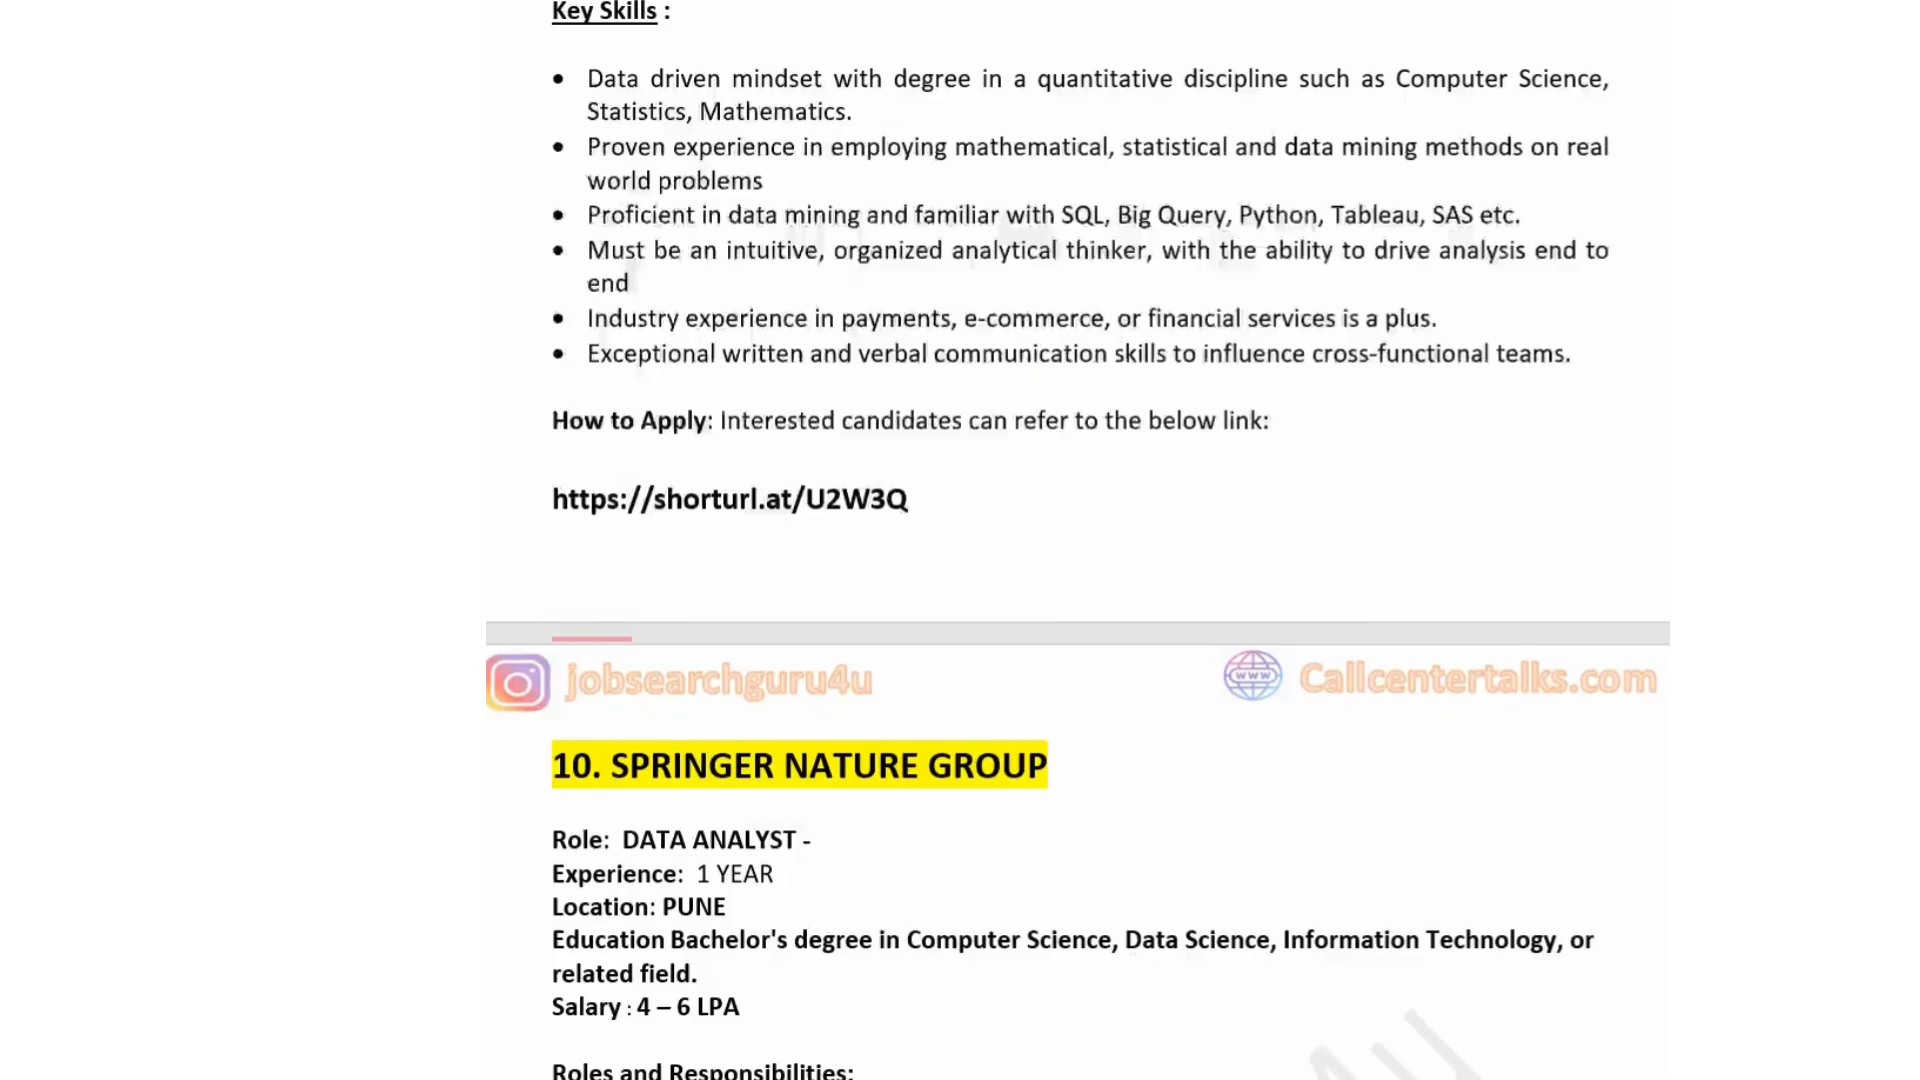 Key Skills :
• Data driven mindset with degree in a quantitative discipline such as Computer Science,
Statistics, Mathematics.
• Proven experience in employing mathematical, statistical and data mining methods on real
world problems
• Proficient in data mining and familiar with SQL, Big Query, Python, Tableau, SAS etc.
• Must be an intuitive, organized analytical thinker, with the ability to drive analysis end to
end
• Industry experience in payments, e-commerce, or financial services is a plus.
• Exceptional written and verbal communication skills to influence cross-functional teams.
How to Apply: Interested candidates can refer to the below link:
https://shorturl.at/U2W3Q
jobsearchguru4u
www Callcentertalks.com
10. SPRINGER NATURE GROUP
Role: DATA ANALYST -
Experience: 1 YEAR
Location: PUNE
Education Bachelor's degree in Computer Science, Data Science, Information Technology, or
related field.
Salary : 4 – 6 LPA
Roles and Responsibilities:
4u